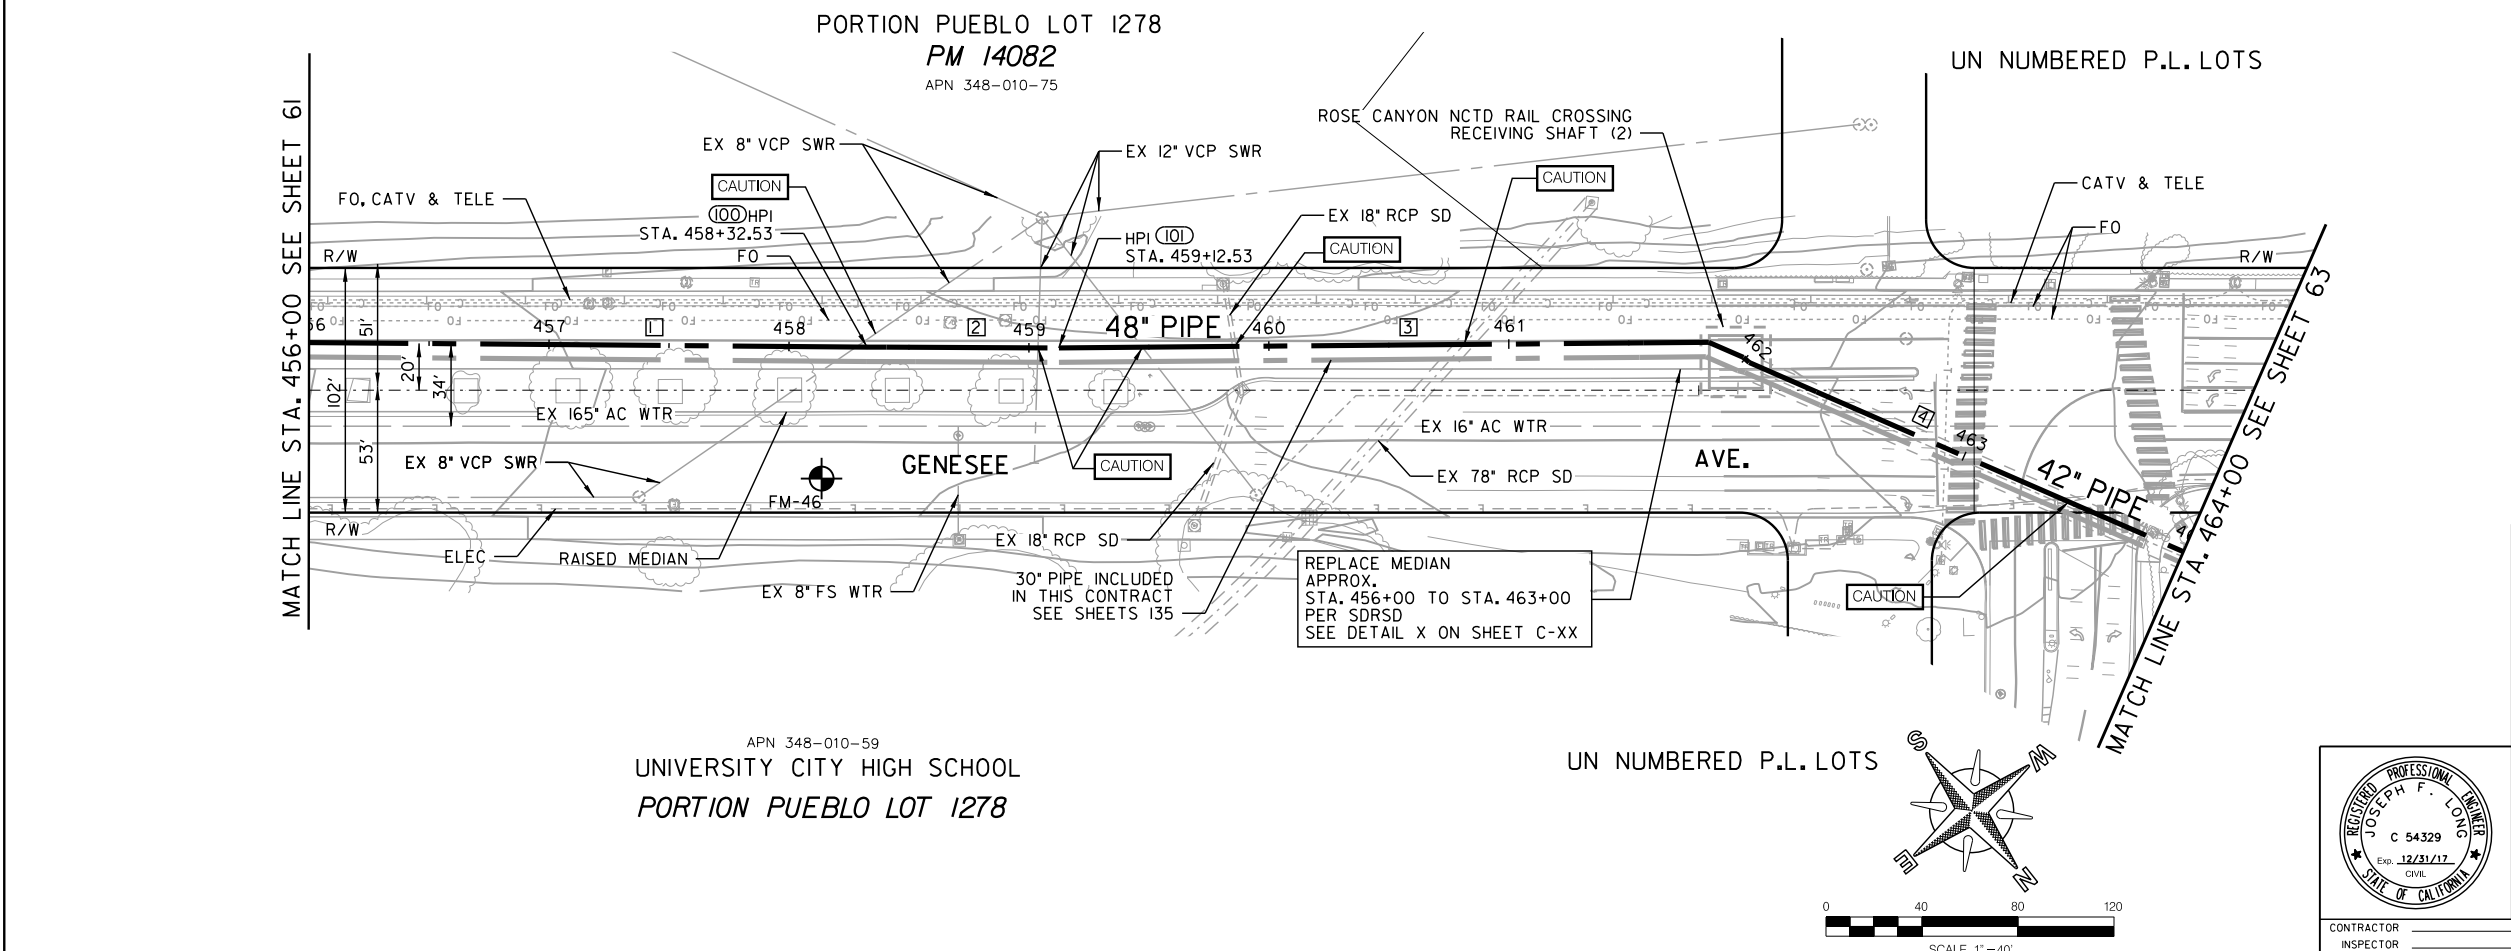 PORTION PUEBLO LOT 1278
PM 14082
APN 348-010-75
UN NUMBERED P.L. LOTS
MATCH LINE STA. 456+00 SEE SHEET 61
ROSE CANYON NCTD RAIL CROSSING
RECEIVING SHAFT (2)
EX 8" VCP SWR
EX 12" VCP SWR
CAUTION
CAUTION
CATV & TELE
FO, CATV & TELE
100 HPI
STA. 458+32.53
EX 18" RCP SD
CAUTION
HPI 101
STA. 459+12.53
FO
FO
R/W
R/W
457
1
458
2
459
48" PIPE
460
3
461
462
102'
51'
53'
20'
34'
EX 165" AC WTR
EX 16" AC WTR
4
463
42" PIPE
EX 8" VCP SWR
GENESEE
AVE.
CAUTION
EX 78" RCP SD
FM-46
R/W
ELEC
RAISED MEDIAN
EX 18" RCP SD
EX 8" FS WTR
30" PIPE INCLUDED
IN THIS CONTRACT
SEE SHEETS 135
REPLACE MEDIAN
APPROX.
STA. 456+00 TO STA. 463+00
PER SDRSD
SEE DETAIL X ON SHEET C-XX
CAUTION
MATCH LINE STA. 464+00 SEE SHEET 63
APN 348-010-59
UNIVERSITY CITY HIGH SCHOOL
PORTION PUEBLO LOT 1278
UN NUMBERED P.L. LOTS
S
W
E
N
0 40 80 120
SCALE 1"=40'
REGISTERED PROFESSIONAL ENGINEER
JOSEPH F. LONG
C 54329
Exp. 12/31/17
CIVIL
STATE OF CALIFORNIA
CONTRACTOR
INSPECTOR